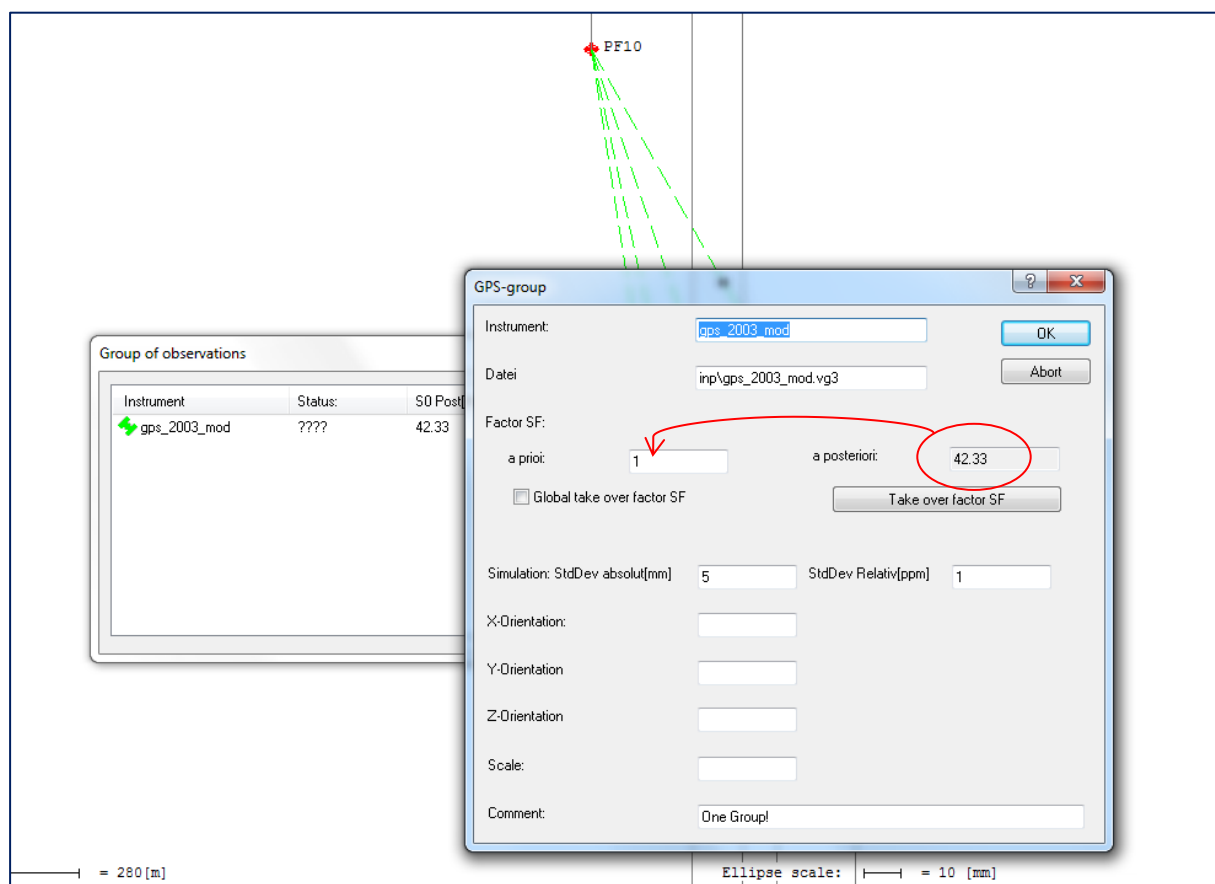 PF10
GPS-group
Instrument:
gps_2003_mod
OK
Group of observations
Datei
inp\gps_2003_mod.vg3
Abort
Instrument Status: S0 Post[
gps_2003_mod ???? 42.33
Factor SF:
a prioi:
1
a posteriori:
42.33
Global take over factor SF
Take over factor SF
Simulation: StdDev absolut[mm]
5
StdDev Relativ[ppm]
1
X-Orientation:
Y-Orientation
Z-Orientation
Scale:
Comment:
One Group!
= 280[m]
Ellipse scale: = 10 [mm]